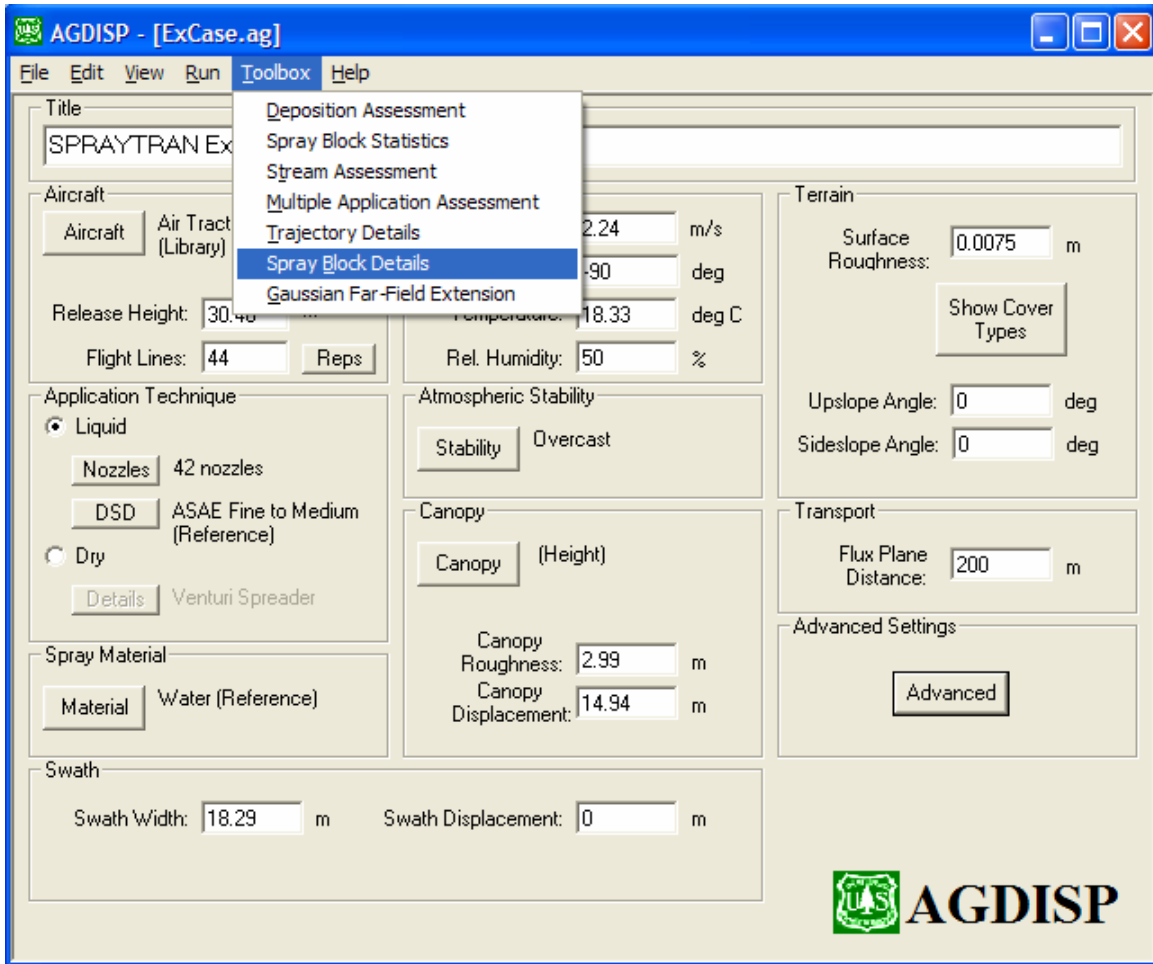 AGDISP - [ExCase.ag]
File Edit View Run Toolbox Help
Deposition Assessment
Spray Block Statistics
Stream Assessment
Multiple Application Assessment
Trajectory Details
Spray Block Details
Gaussian Far-Field Extension
Title
SPRAYTRAN Ex
Aircraft
Aircraft
Air Tract
(Library)
Release Height:
Flight Lines: 44 Reps
2.24 m/s
-90 deg
Temperature: 18.33 deg C
Rel. Humidity: 50 %
Terrain
Surface
Roughness: 0.0075 m
Show Cover
Types
Upslope Angle: 0 deg
Sideslope Angle: 0 deg
Application Technique
Liquid
Nozzles 42 nozzles
DSD ASAE Fine to Medium
(Reference)
Dry
Details Venturi Spreader
Atmospheric Stability
Stability Overcast
Canopy
Canopy (Height)
Canopy
Roughness: 2.99 m
Canopy
Displacement: 14.94 m
Transport
Flux Plane
Distance: 200 m
Spray Material
Material Water (Reference)
Advanced Settings
Advanced
Swath
Swath Width: 18.29 m Swath Displacement: 0 m
US
AGDISP